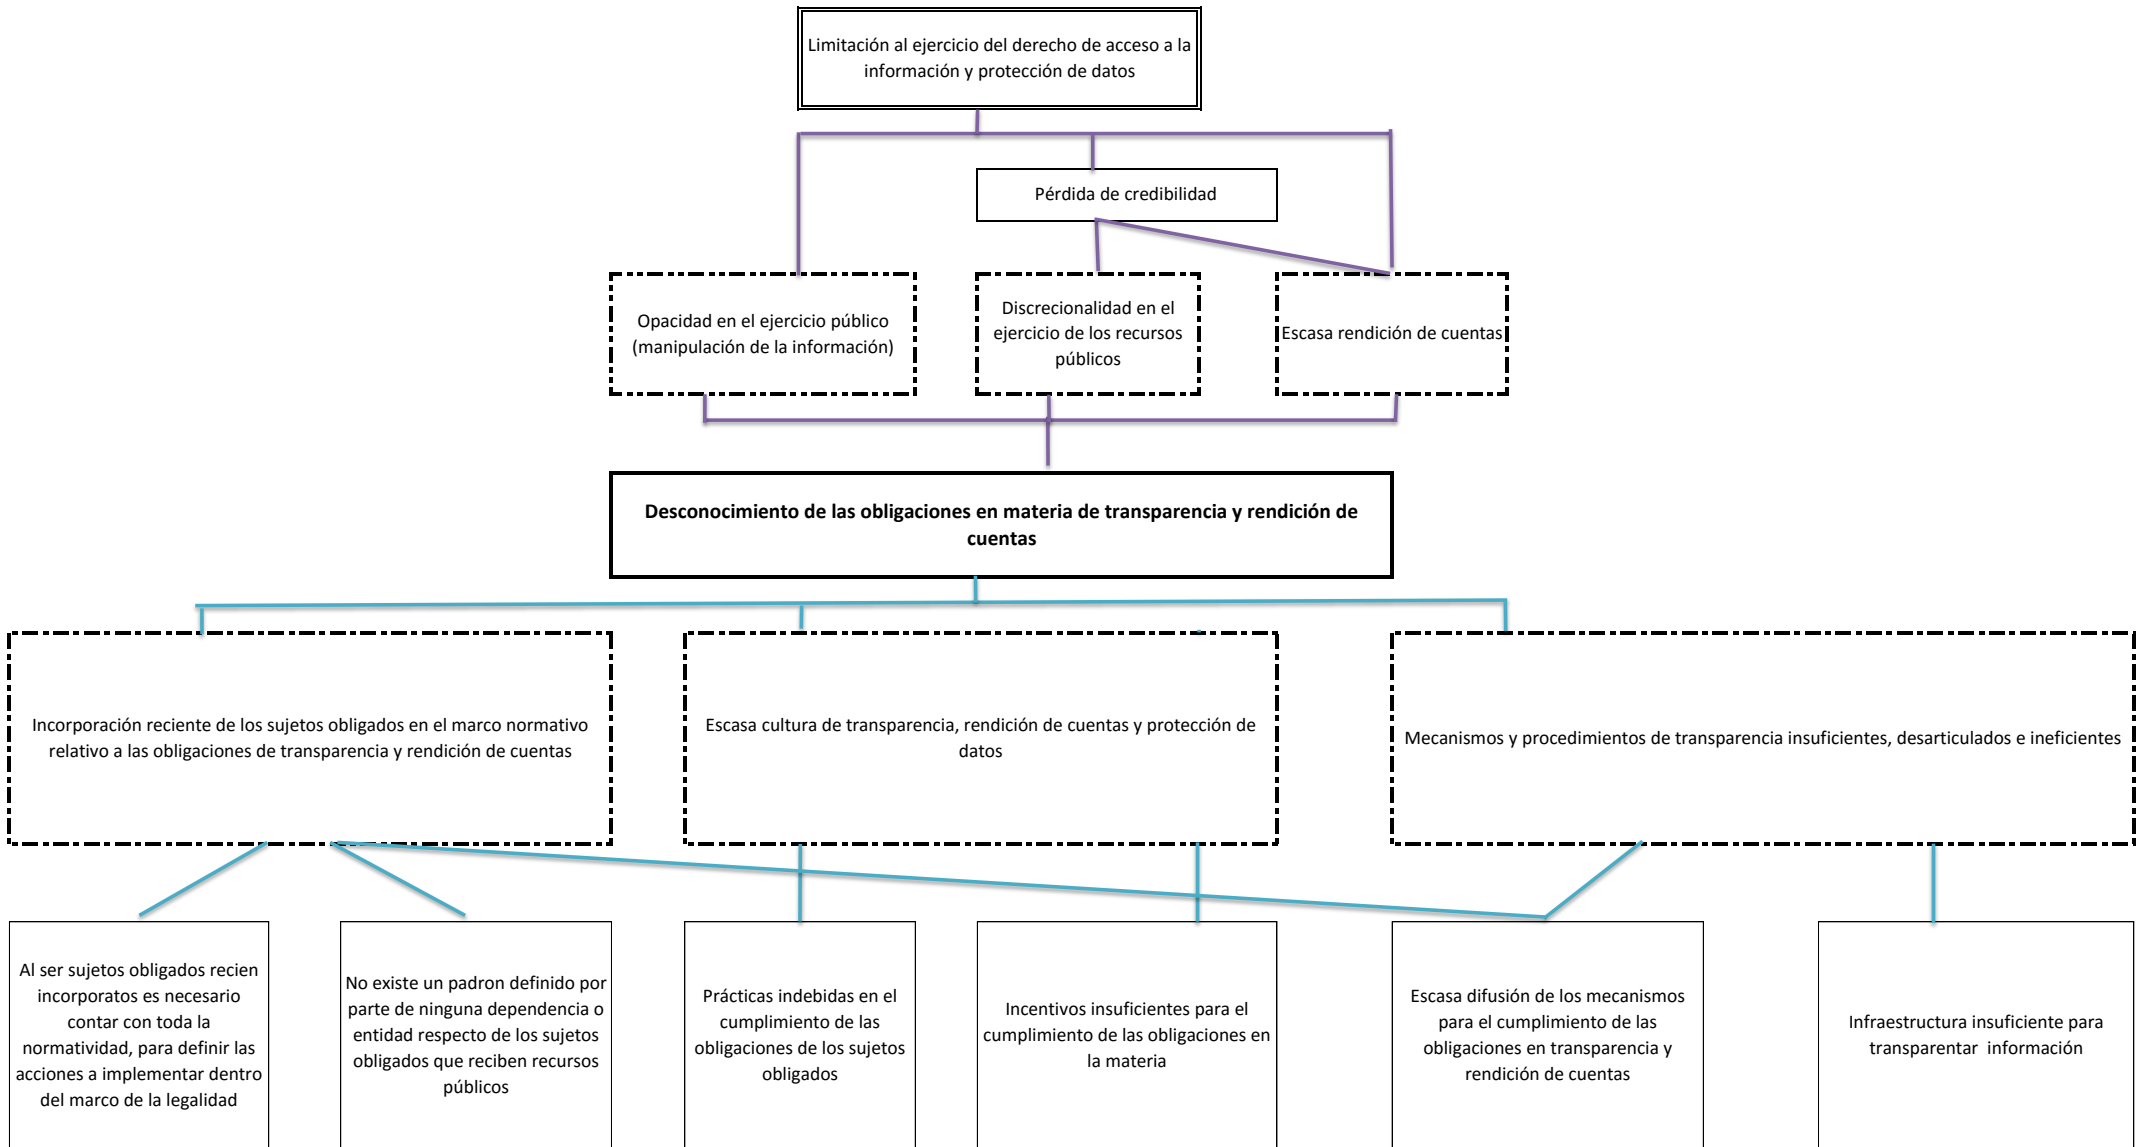 Limitación al ejercicio del derecho de acceso a la
información y protección de datos
Pérdida de credibilidad
Opacidad en el ejercicio público
(manipulación de la información)
Discrecionalidad en el
ejercicio de los recursos
públicos
Escasa rendición de cuentas
Desconocimiento de las obligaciones en materia de transparencia y rendición de
cuentas
Incorporación reciente de los sujetos obligados en el marco normativo
relativo a las obligaciones de transparencia y rendición de cuentas
Escasa cultura de transparencia, rendición de cuentas y protección de
datos
Mecanismos y procedimientos de transparencia insuficientes, desarticulados e ineficientes
Al ser sujetos obligados recien
incorporatos es necesario
contar con toda la
normatividad, para definir las
acciones a implementar dentro
del marco de la legalidad
No existe un padron definido por
parte de ninguna dependencia o
entidad respecto de los sujetos
obligados que reciben recursos
públicos
Prácticas indebidas en el
cumplimiento de las
obligaciones de los sujetos
obligados
Incentivos insuficientes para el
cumplimiento de las obligaciones en
la materia
Escasa difusión de los mecanismos
para el cumplimiento de las
obligaciones en transparencia y
rendición de cuentas
Infraestructura insuficiente para
transparentar información